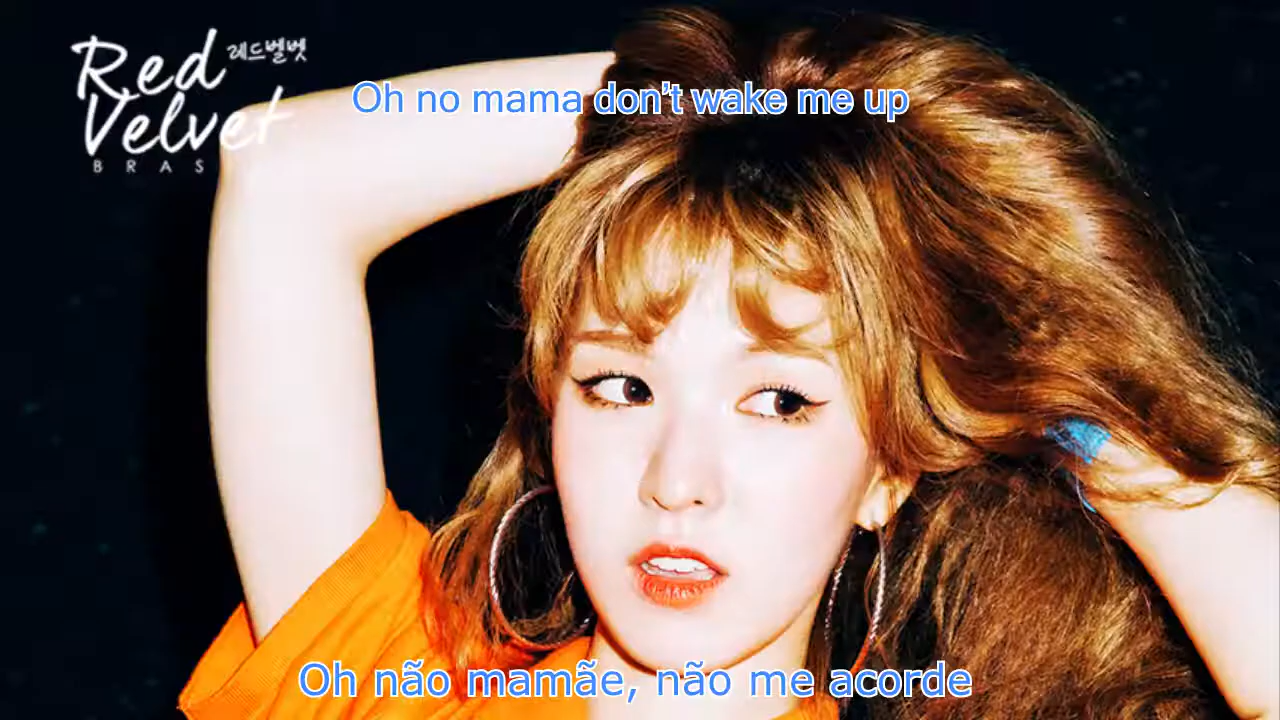 Red 레드벨벳
Velvet
BRAS
Oh no mama don't wake me up
Oh não mamãe, não me acorde